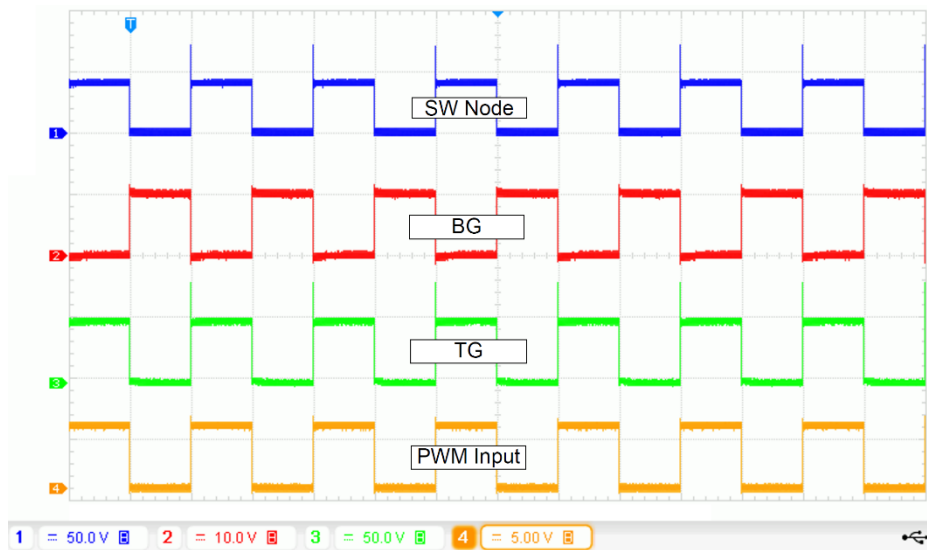 T
SW Node
1
BG
2
TG
3
PWM Input
4
1 = 50.0 V B 2 = 10.0 V B 3 = 50.0 V B 4 = 5.00 V B